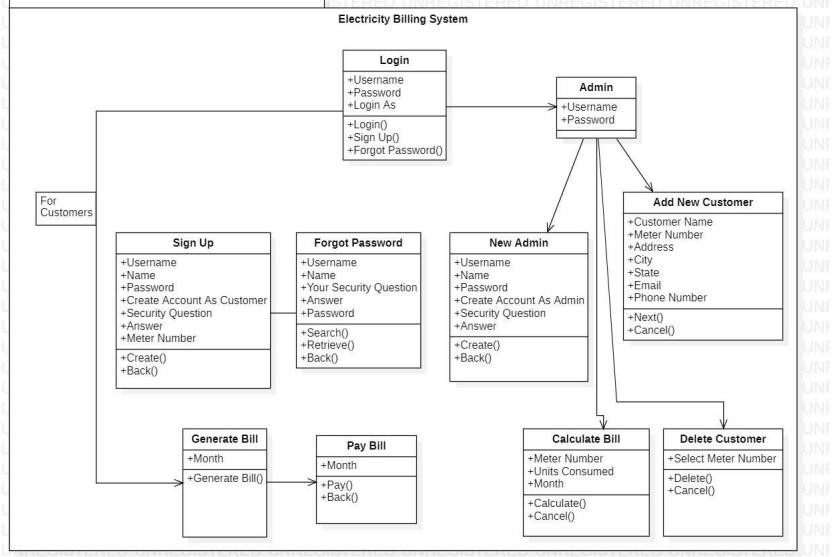 UNREGISTERED UNREGISTERED UNREGISTERED
Electricity Billing System
Login
+Username
+Password
+Login As
+Login()
+Sign Up()
+Forgot Password()
Admin
+Username
+Password
For
Customers
Add New Customer
+Customer Name
+Meter Number
+Address
+City
+State
+Email
+Phone Number
+Next()
+Cancel()
Sign Up
+Username
+Name
+Password
+Create Account As Customer
+Security Question
+Answer
+Meter Number
+Create()
+Back()
Forgot Password
+Username
+Name
+Your Security Question
+Answer
+Password
+Search()
+Retrieve()
+Back()
New Admin
+Username
+Name
+Password
+Create Account As Admin
+Security Question
+Answer
+Create()
+Back()
Generate Bill
+Month
+Generate Bill()
Pay Bill
+Month
+Pay()
+Back()
Calculate Bill
+Meter Number
+Units Consumed
+Month
+Calculate()
+Cancel()
Delete Customer
+Select Meter Number
+Delete()
+Cancel()